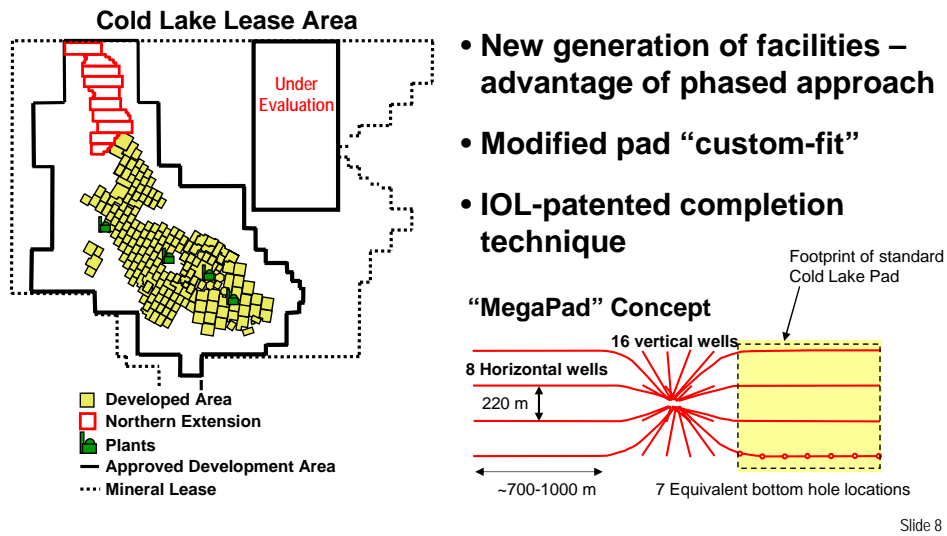 Cold Lake Lease Area
Under
Evaluation
Developed Area
Northern Extension
Plants
Approved Development Area
Mineral Lease
• New generation of facilities –
advantage of phased approach
• Modified pad “custom-fit”
• IOL-patented completion
technique
Footprint of standard
Cold Lake Pad
“MegaPad” Concept
16 vertical wells
8 Horizontal wells
220 m
~700-1000 m
7 Equivalent bottom hole locations
Slide 8